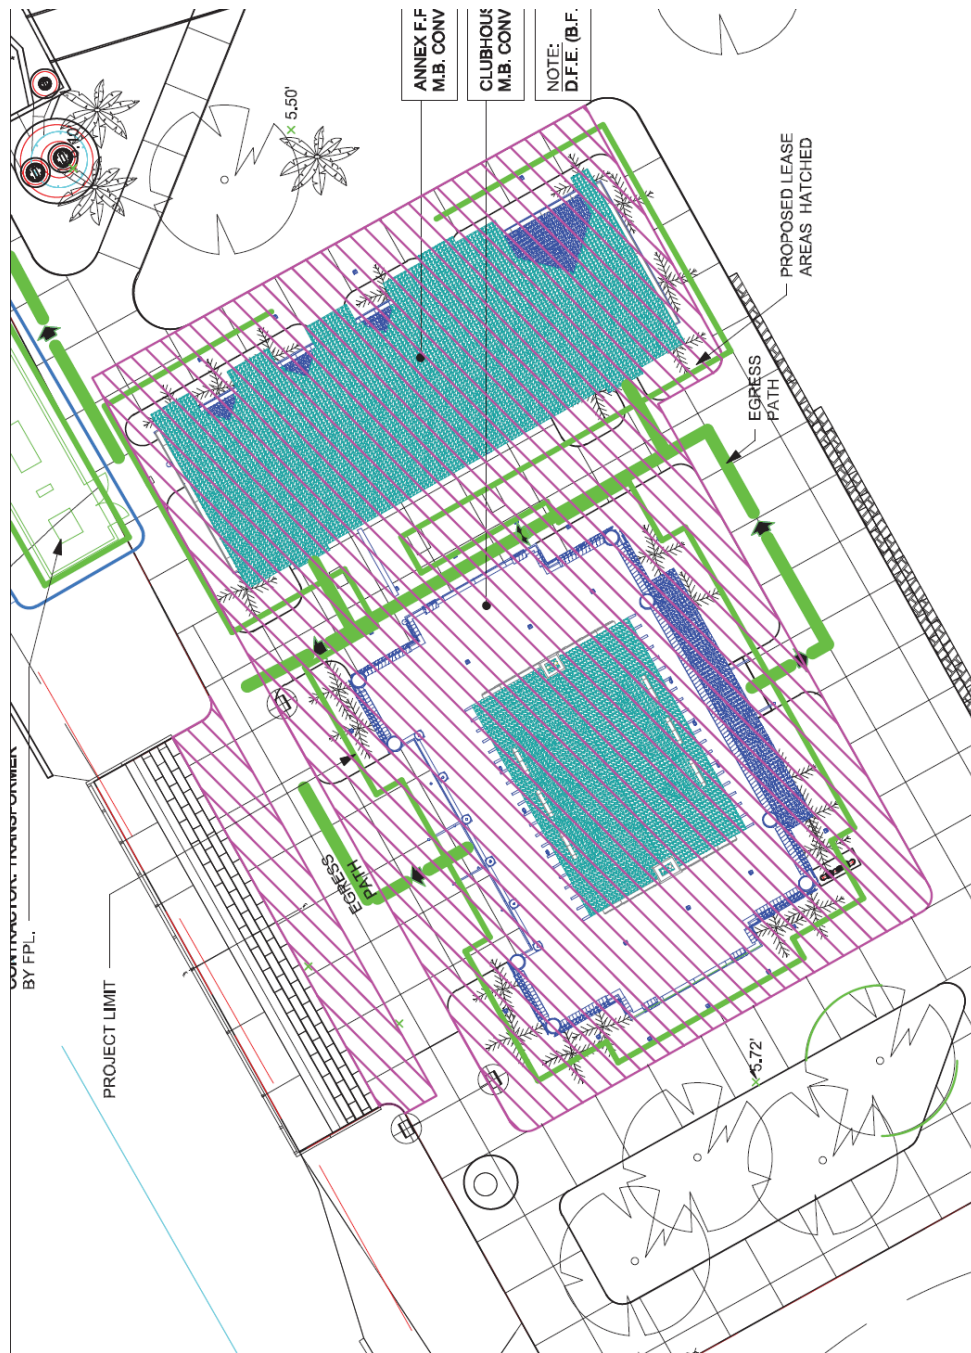 ANNEX F.F
M.B. CONV
CLUBHOUS
M.B. CONV
NOTE:
D.F.E. (B.F.
5.50'
PROPOSED LEASE
AREAS HATCHED
EGRESS
PATH
EGRESS
PATH
CONTRACTOR. TRANSFORMER
BY FPL.
PROJECT LIMIT
5.72'